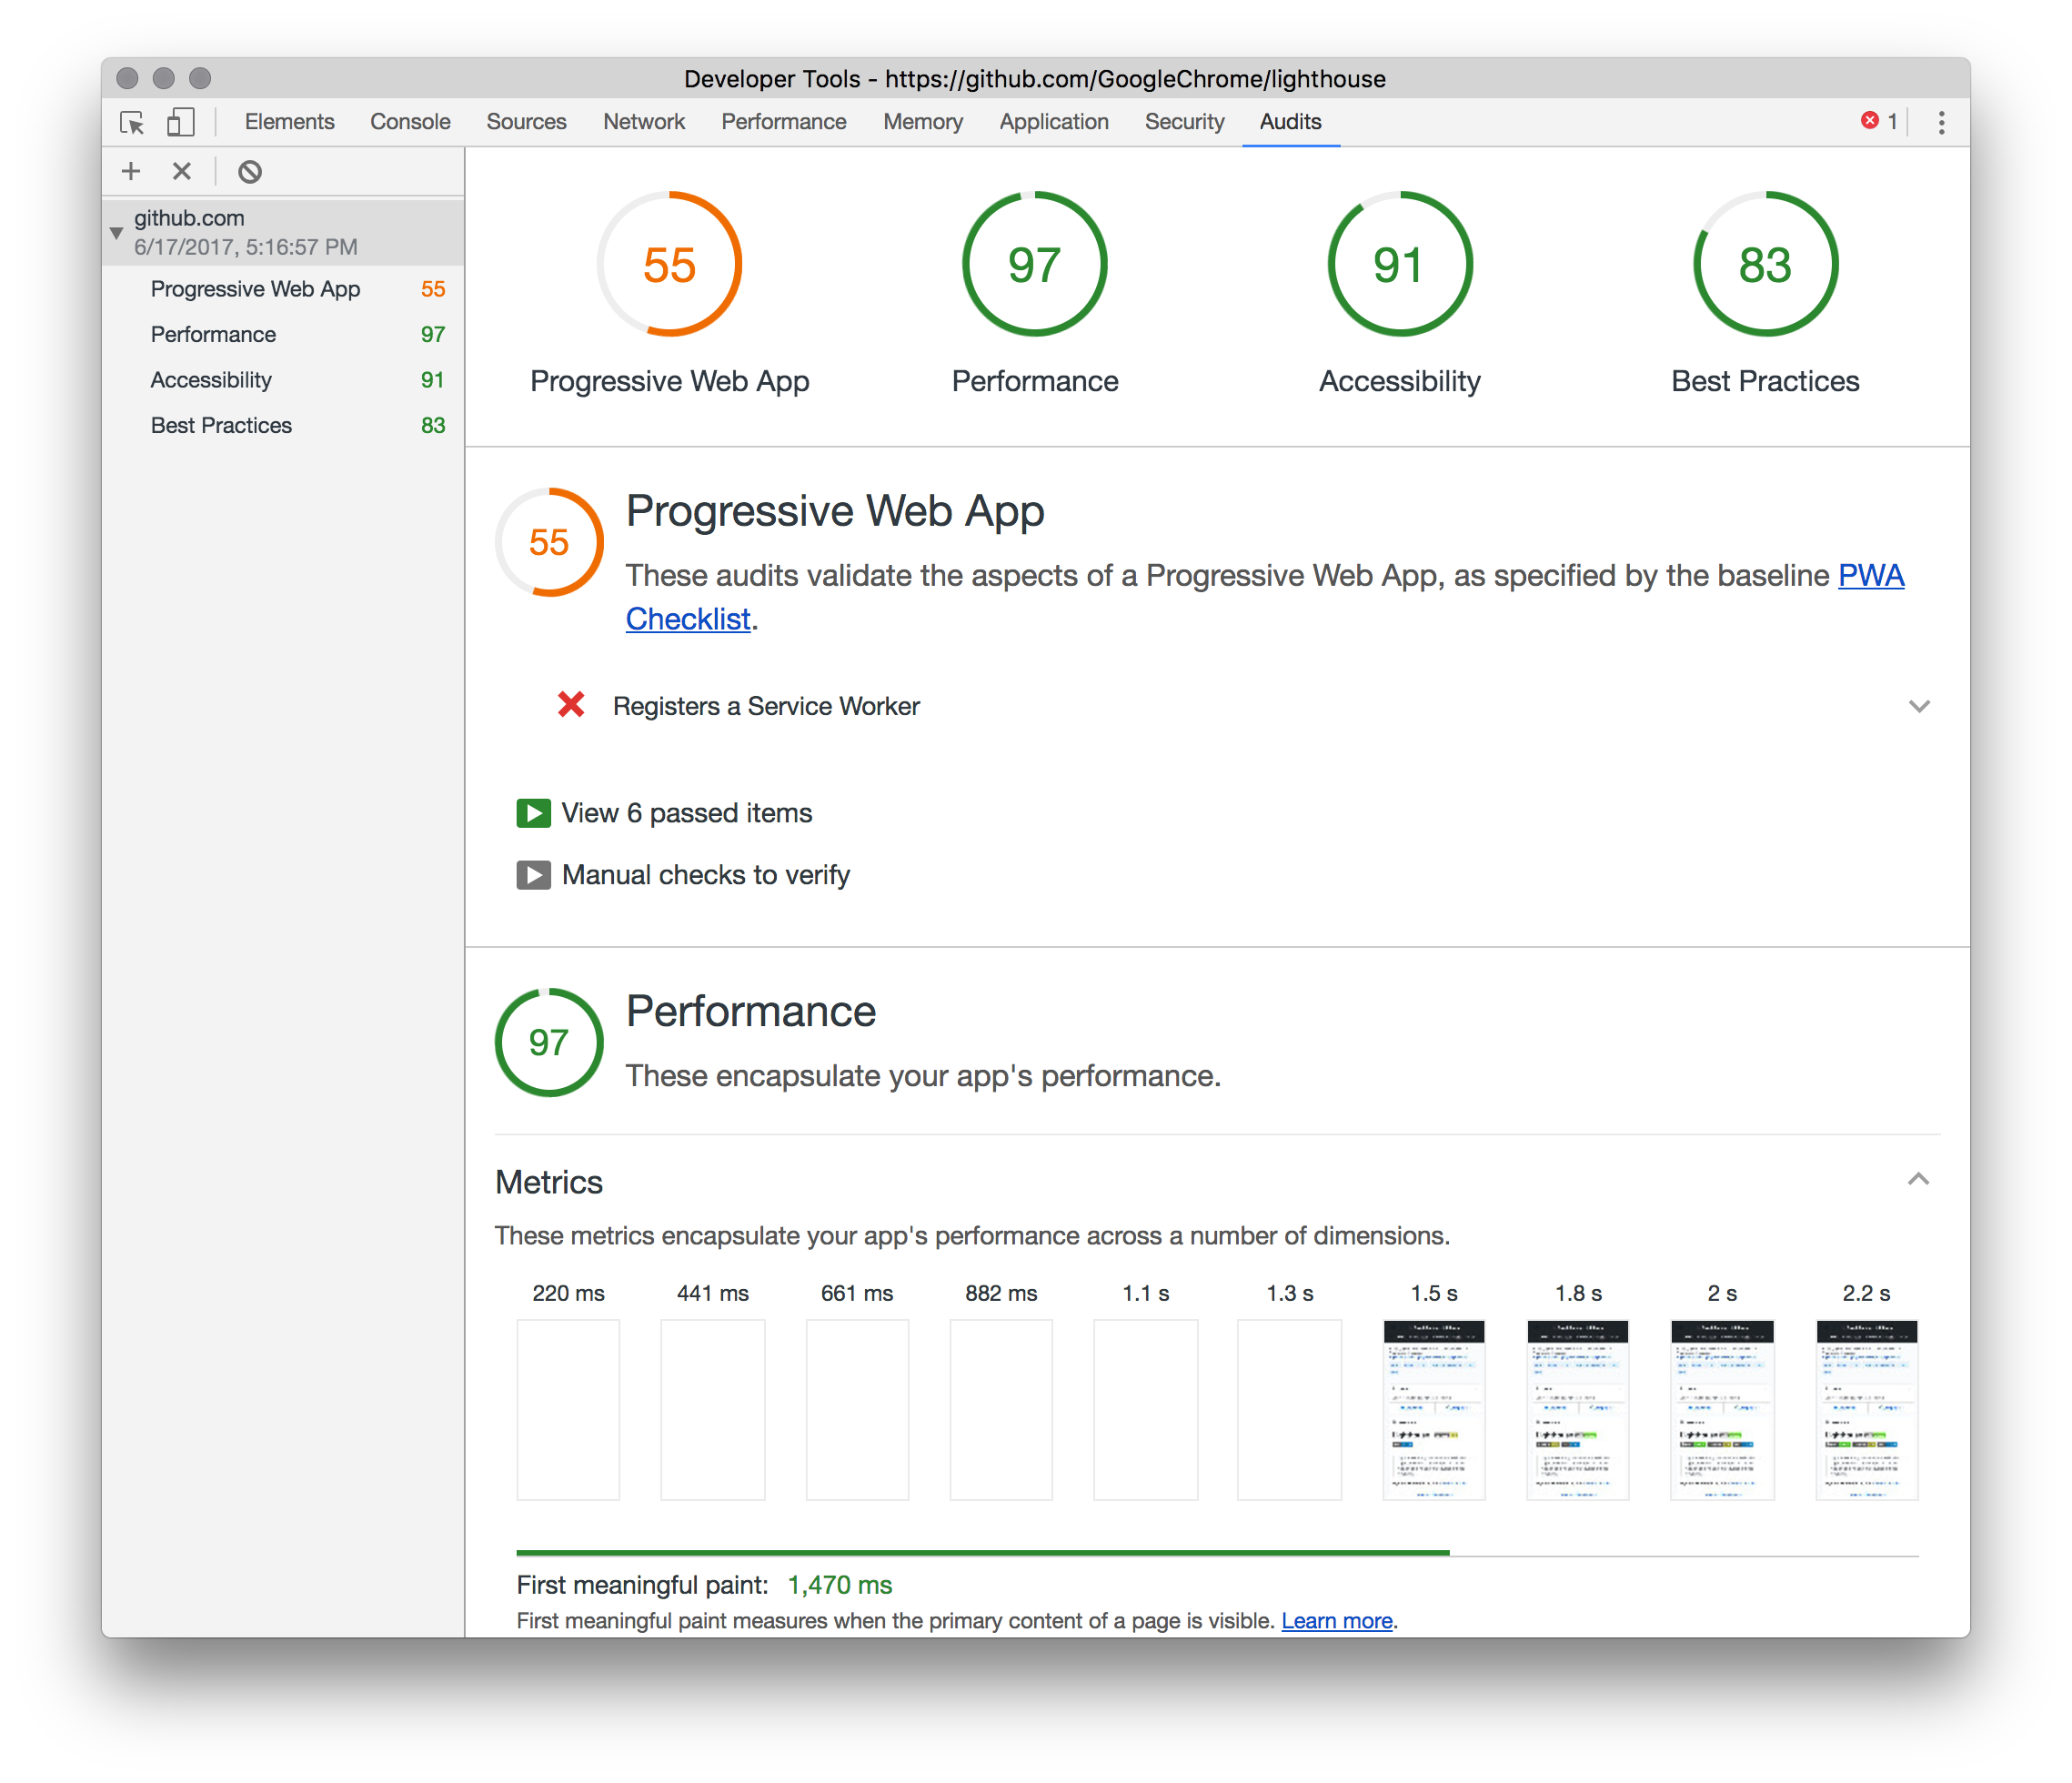 Developer Tools - https://github.com/GoogleChrome/lighthouse
Elements Console Sources Network Performance Memory Application Security Audits 1
github.com
6/17/2017, 5:16:57 PM
Progressive Web App 55
Performance 97
Accessibility 91
Best Practices 83
55 97 91 83
Progressive Web App Performance Accessibility Best Practices
55
Progressive Web App
These audits validate the aspects of a Progressive Web App, as specified by the baseline PWA
Checklist.
Registers a Service Worker
View 6 passed items
Manual checks to verify
97
Performance
These encapsulate your app's performance.
Metrics
These metrics encapsulate your app's performance across a number of dimensions.
220 ms 441 ms 661 ms 882 ms 1.1 s 1.3 s 1.5 s 1.8 s 2 s 2.2 s
First meaningful paint: 1,470 ms
First meaningful paint measures when the primary content of a page is visible. Learn more.